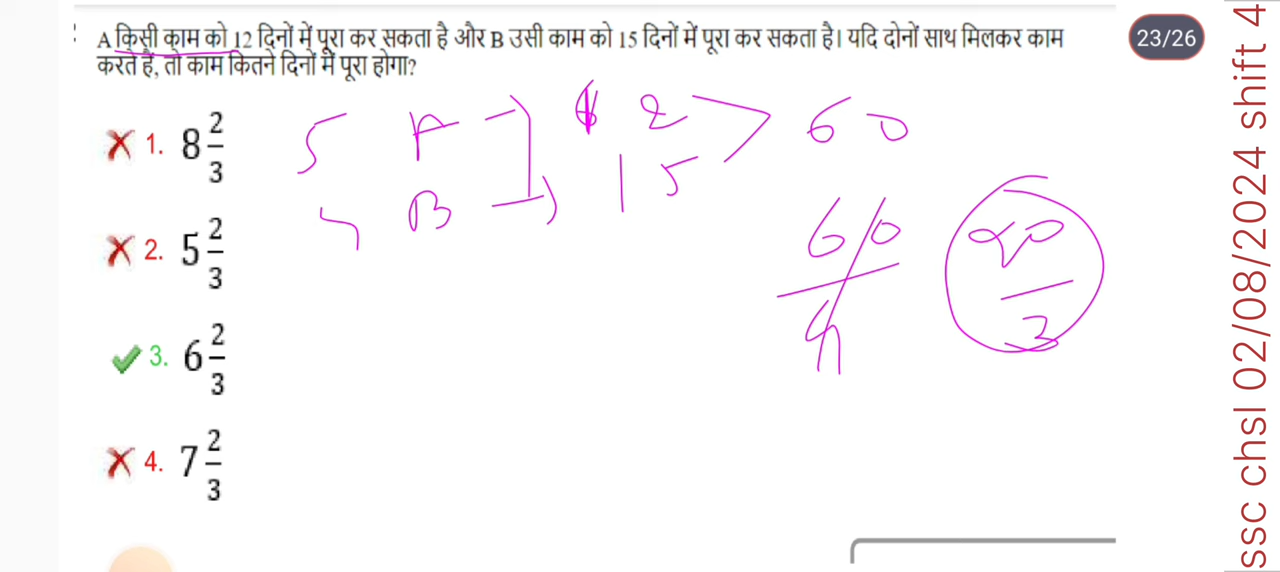 A किसी काम को 12 दिनों में पूरा कर सकता है और B उसी काम को 15 दिनों में पूरा कर सकता है। यदि दोनों साथ मिलकर काम
करते हैं, तो काम कितने दिनों में पूरा होगा?
23/26
1. 8 2/3
2. 5 2/3
3. 6 2/3
4. 7 2/3
5 A 12 60
4 B 15
60/9
20/3
ssc chsl 02/08/2024 shift 4